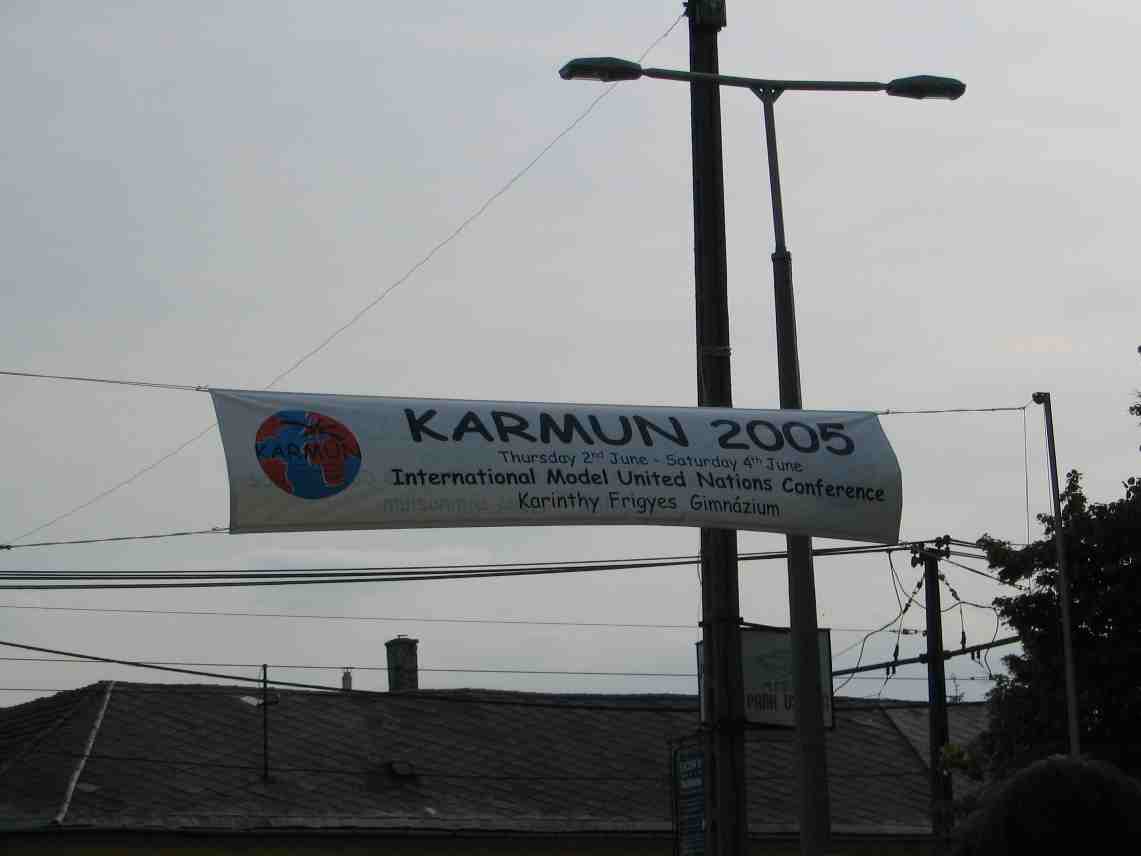 KARMUN
KARMUN 2005
Thursday 2nd June - Saturday 4th June
International Model United Nations Conference
Karinthy Frigyes Gimnázium